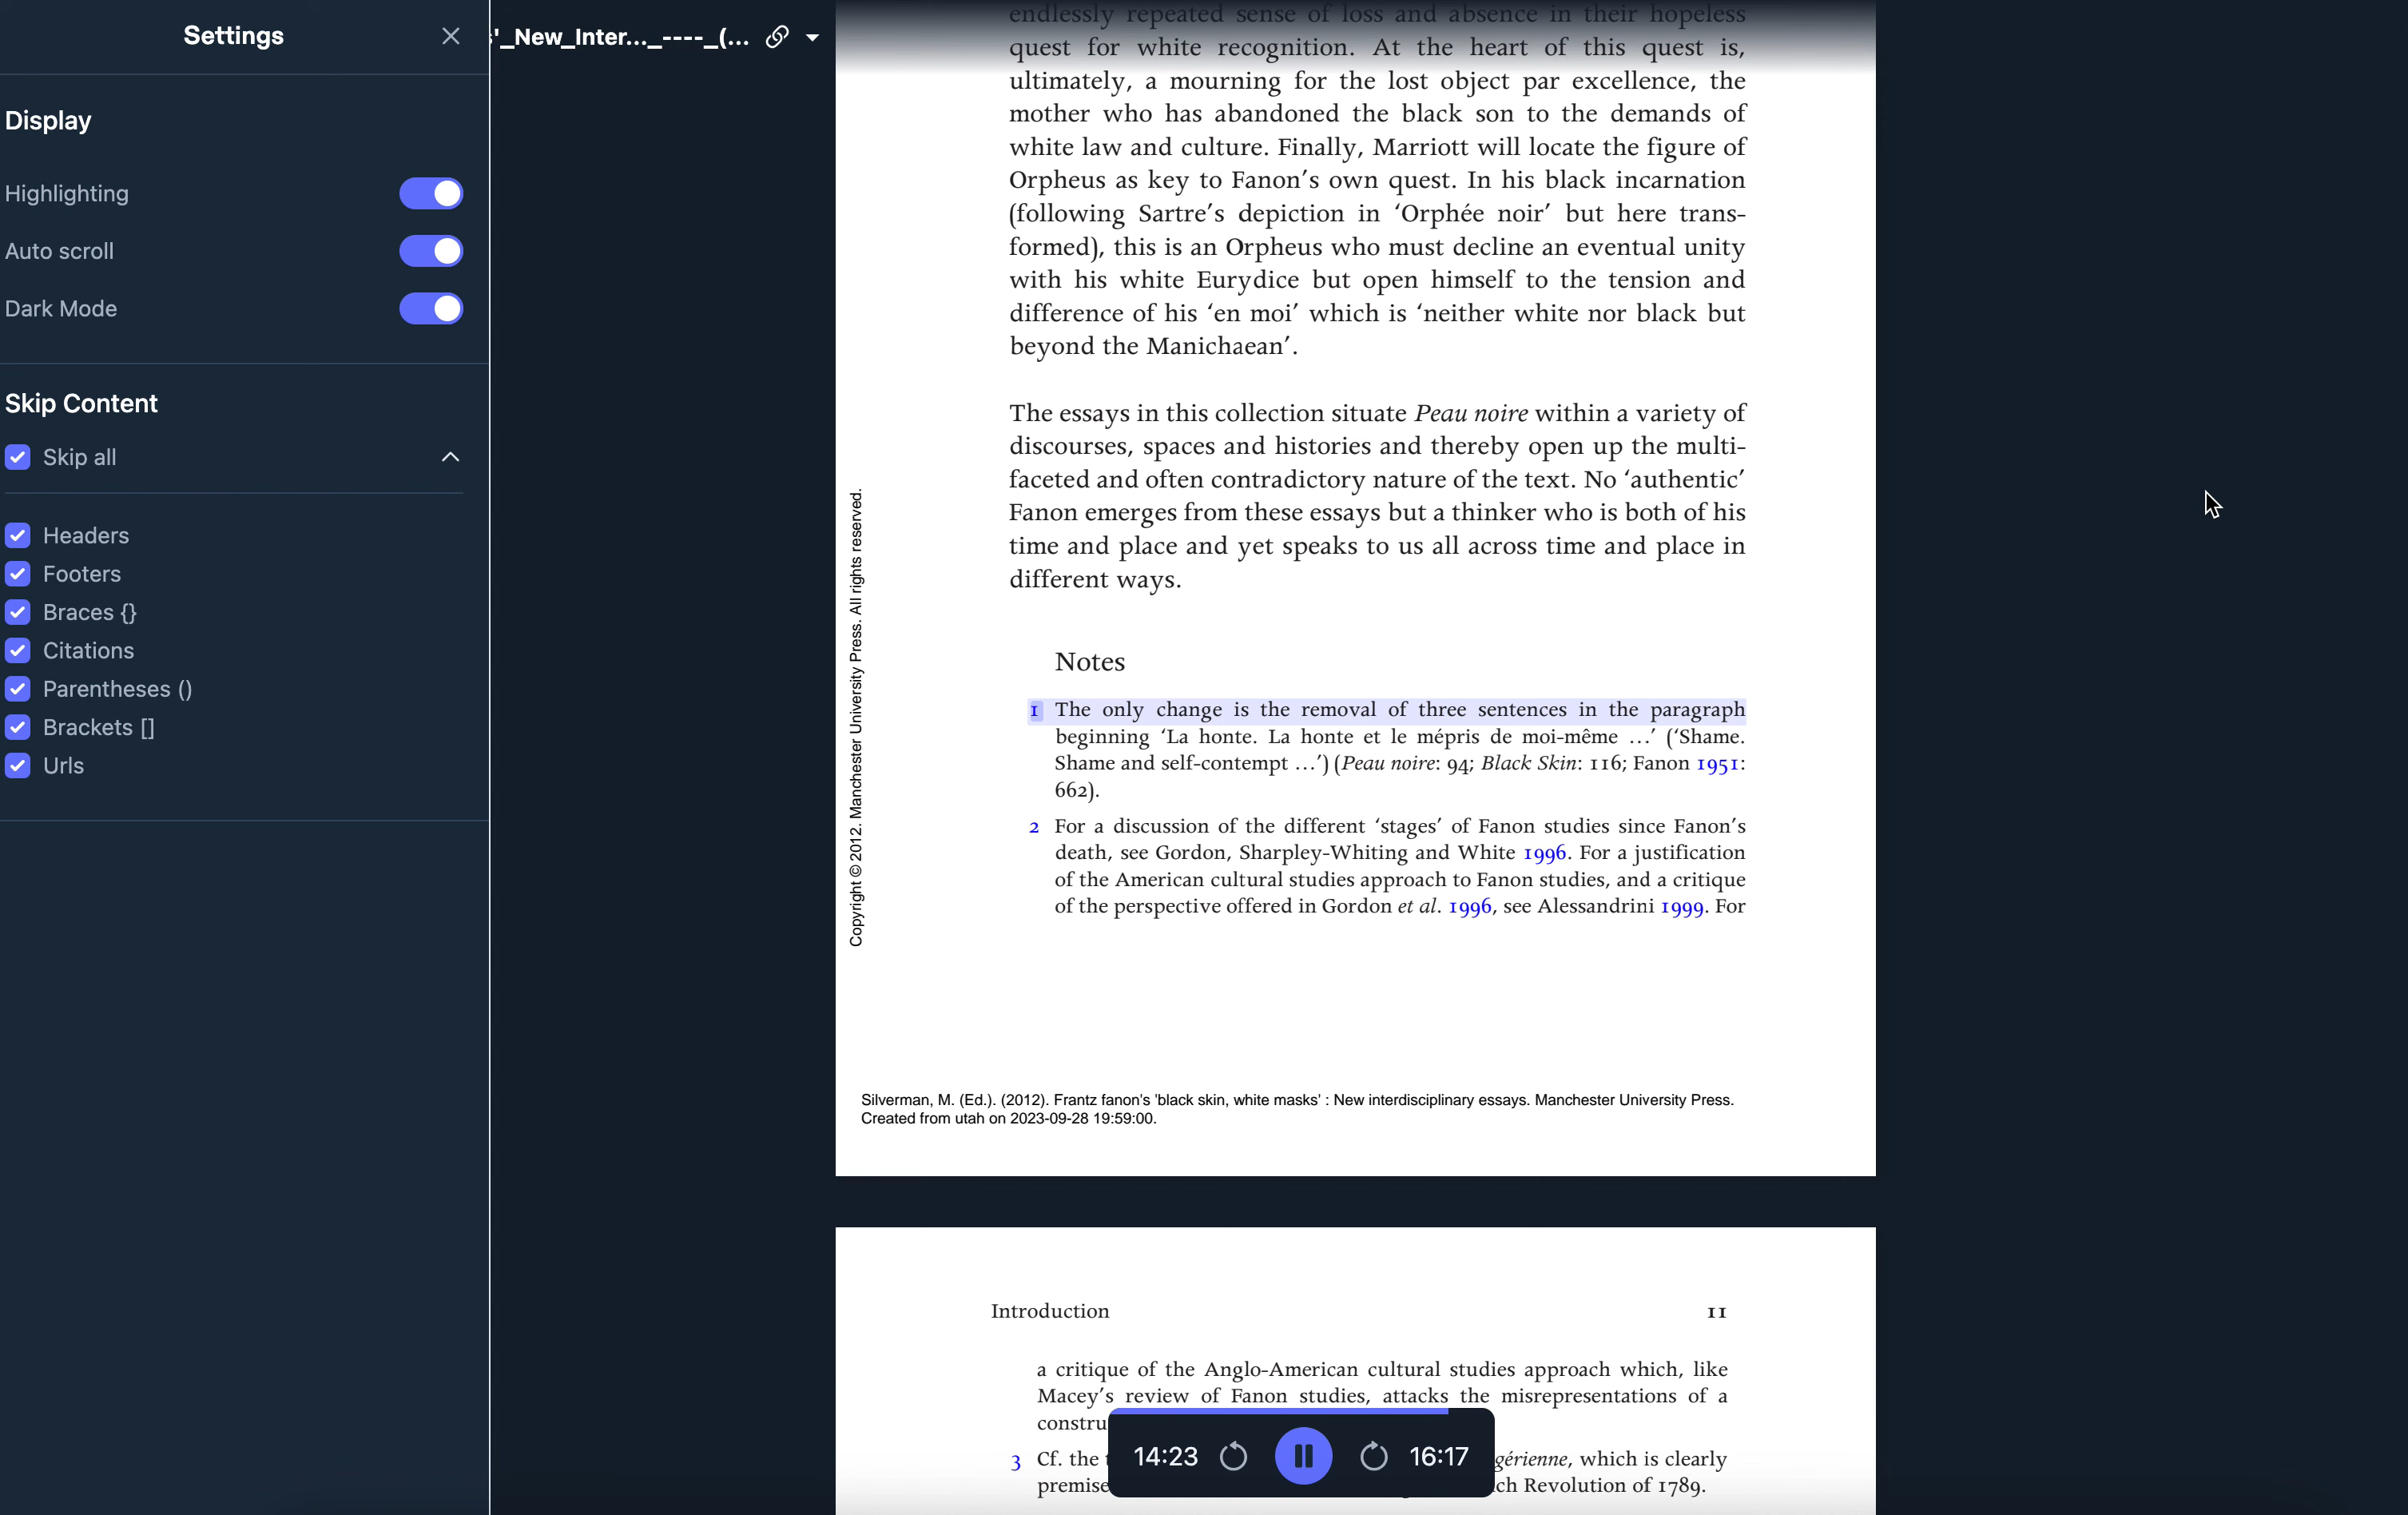 Settings
:'_New_Inter..._----_(...
Display
Highlighting
Auto scroll
Dark Mode
Skip Content
Skip all
Headers
Footers
Braces {}
Citations
Parentheses ()
Brackets []
Urls
endlessly repeated sense of loss and absence in their hopeless
quest for white recognition. At the heart of this quest is,
ultimately, a mourning for the lost object par excellence, the
mother who has abandoned the black son to the demands of
white law and culture. Finally, Marriott will locate the figure of
Orpheus as key to Fanon’s own quest. In his black incarnation
(following Sartre’s depiction in ‘Orphée noir’ but here trans-
formed), this is an Orpheus who must decline an eventual unity
with his white Eurydice but open himself to the tension and
difference of his ‘en moi’ which is ‘neither white nor black but
beyond the Manichaean’.
The essays in this collection situate Peau noire within a variety of
discourses, spaces and histories and thereby open up the multi-
faceted and often contradictory nature of the text. No ‘authentic’
Fanon emerges from these essays but a thinker who is both of his
time and place and yet speaks to us all across time and place in
different ways.
Copyright © 2012. Manchester University Press. All rights reserved.
Notes
1 The only change is the removal of three sentences in the paragraph
beginning ‘La honte. La honte et le mépris de moi-même …’ (‘Shame.
Shame and self-contempt …’) (Peau noire: 94; Black Skin: 116; Fanon 1951:
662).
2 For a discussion of the different ‘stages’ of Fanon studies since Fanon’s
death, see Gordon, Sharpley-Whiting and White 1996. For a justification
of the American cultural studies approach to Fanon studies, and a critique
of the perspective offered in Gordon et al. 1996, see Alessandrini 1999. For
Silverman, M. (Ed.). (2012). Frantz fanon's 'black skin, white masks' : New interdisciplinary essays. Manchester University Press.
Created from utah on 2023-09-28 19:59:00.
Introduction 11
a critique of the Anglo-American cultural studies approach which, like
Macey’s review of Fanon studies, attacks the misrepresentations of a
constru
3 Cf. the gérienne, which is clearly
premise ch Revolution of 1789.
14:23 16:17